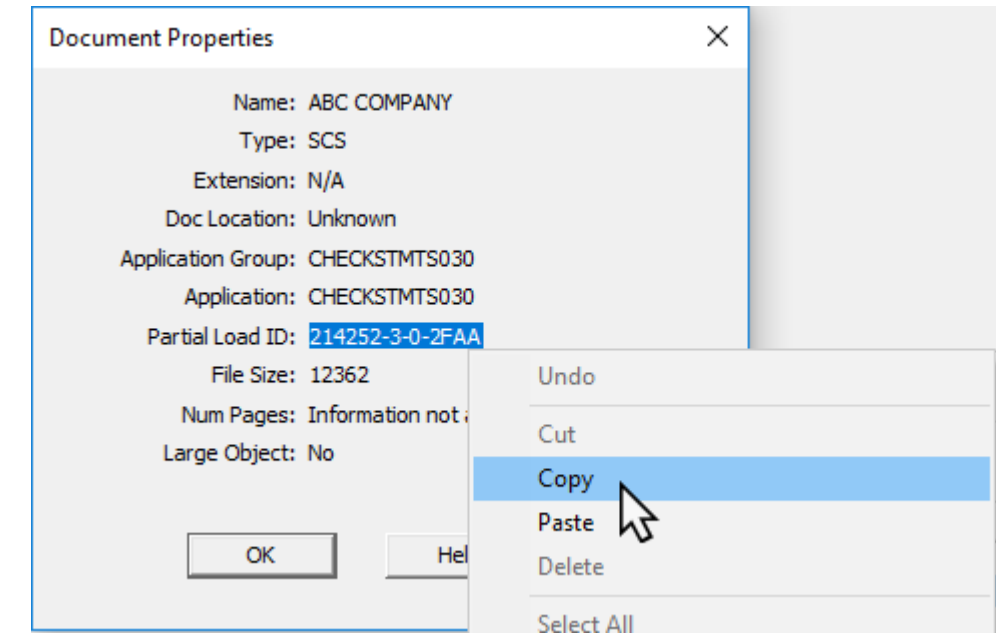 Document Properties
Name: ABC COMPANY
Type: SCS
Extension: N/A
Doc Location: Unknown
Application Group: CHECKSTMTS030
Application: CHECKSTMTS030
Partial Load ID: 214252-3-0-2FAA
File Size: 12362
Num Pages: Information not
Large Object: No
OK
Hel
Undo
Cut
Copy
Paste
Delete
Select All